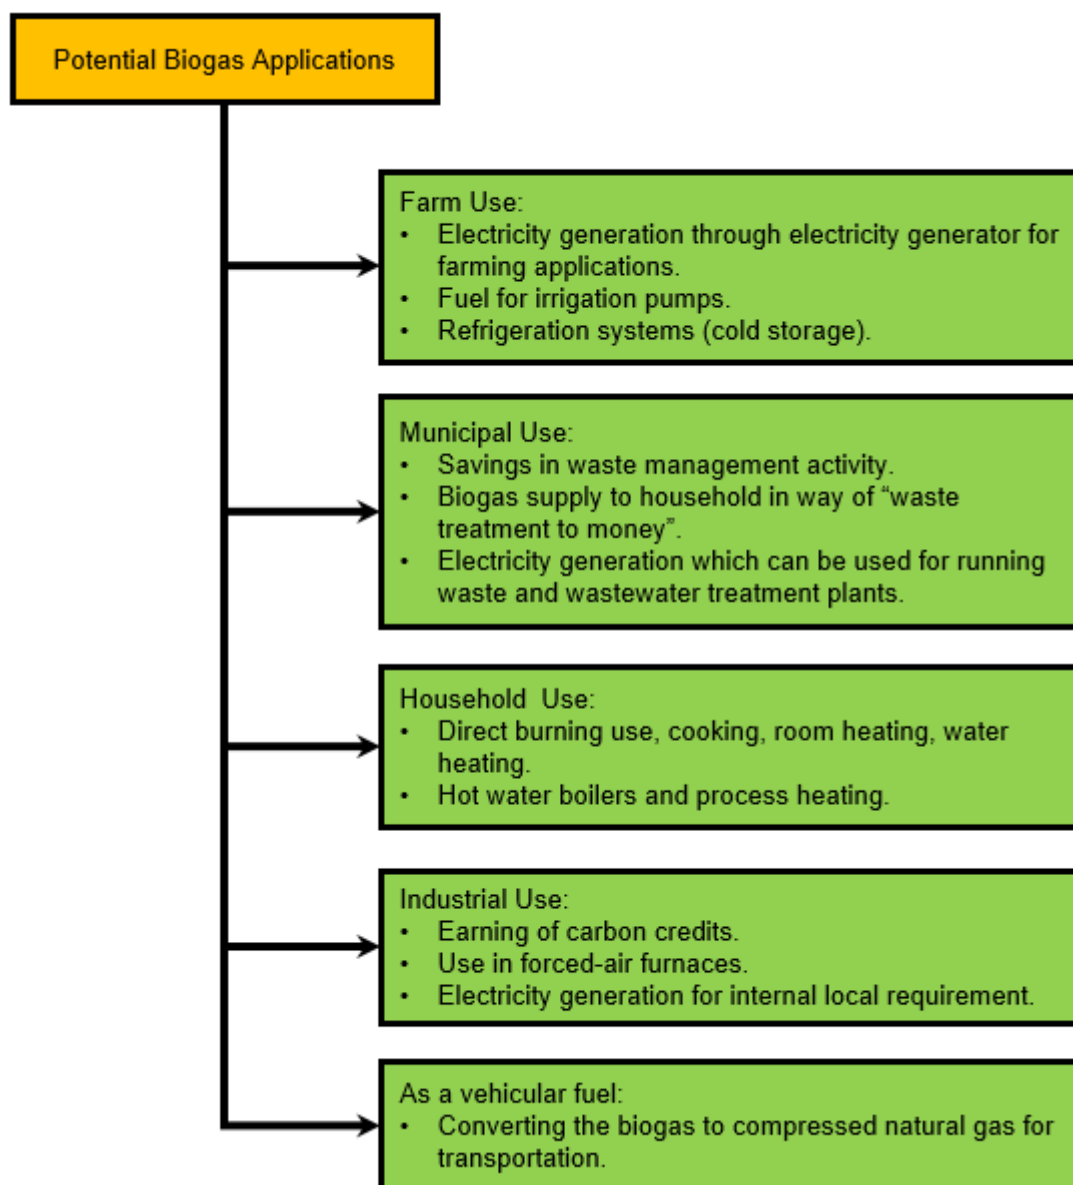 Potential Biogas Applications
Farm Use:
• Electricity generation through electricity generator for
farming applications.
• Fuel for irrigation pumps.
• Refrigeration systems (cold storage).
Municipal Use:
• Savings in waste management activity.
• Biogas supply to household in way of “waste
treatment to money”.
• Electricity generation which can be used for running
waste and wastewater treatment plants.
Household  Use:
• Direct burning use, cooking, room heating, water
heating.
• Hot water boilers and process heating.
Industrial Use:
• Earning of carbon credits.
• Use in forced-air furnaces.
• Electricity generation for internal local requirement.
As a vehicular fuel:
• Converting the biogas to compressed natural gas for
transportation.